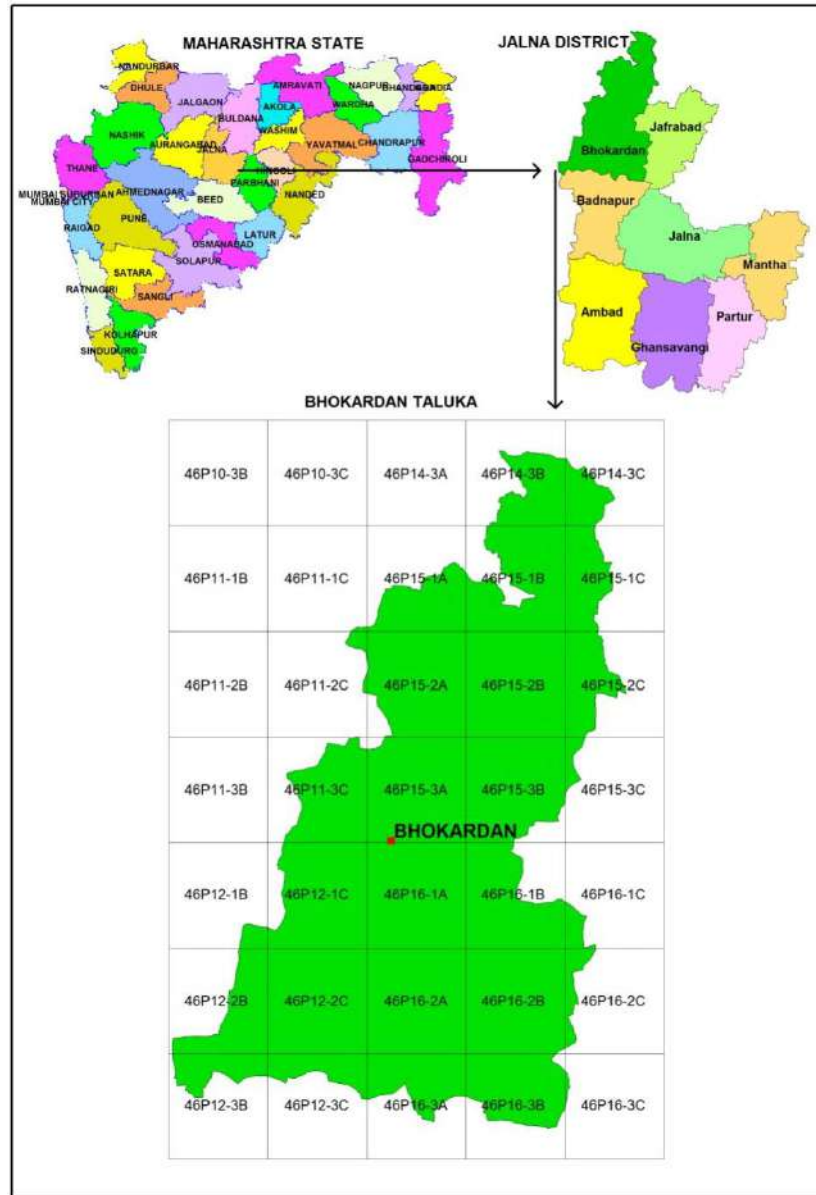 MAHARASHTRA STATE
NANDURBAR
DHULE
JALGAON
BULDANA
AKOLA
AMRAVATI
WARDHA
NAGPUR
NASHIK
AURANGABAD
JALNA
WASHIM
YAVATMAL
CHANDRAPUR
GADCHIROLI
THANE
MUMBAI SUBURBAN
MUMBAI CITY
AHMEDNAGAR
PARBHANI
NANDED
RAIGAD
PUNE
BEED
LATUR
OSMANABAD
SOLAPUR
SATARA
RATNAGIRI
SANGLI
KOLHAPUR
SINDUDURG
JALNA DISTRICT
Bhokardan
Jafrabad
Badnapur
Jalna
Mantha
Ambad
Partur
Ghansavangi
BHOKARDAN TALUKA
46P10-3B 46P10-3C 46P14-3A 46P14-3B 46P14-3C
46P11-1B 46P11-1C 46P15-1A 46P15-1B 46P15-1C
46P11-2B 46P11-2C 46P15-2A 46P15-2B 46P15-2C
46P11-3B 46P11-3C 46P15-3A 46P15-3B 46P15-3C
BHOKARDAN
46P12-1B 46P12-1C 46P16-1A 46P16-1B 46P16-1C
46P12-2B 46P12-2C 46P16-2A 46P16-2B 46P16-2C
46P12-3B 46P12-3C 46P16-3A 46P16-3B 46P16-3C